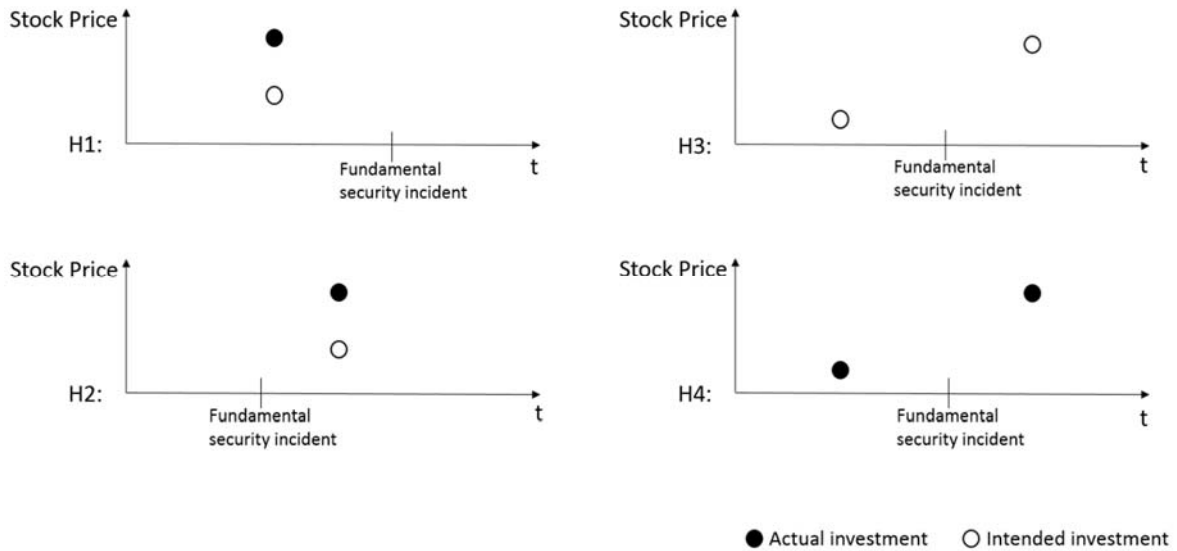 Stock Price
H1:
Fundamental
security incident
t
Stock Price
H3:
Fundamental
security incident
t
Stock Price
H2:
Fundamental
security incident
t
Stock Price
H4:
Fundamental
security incident
t
Actual investment
Intended investment